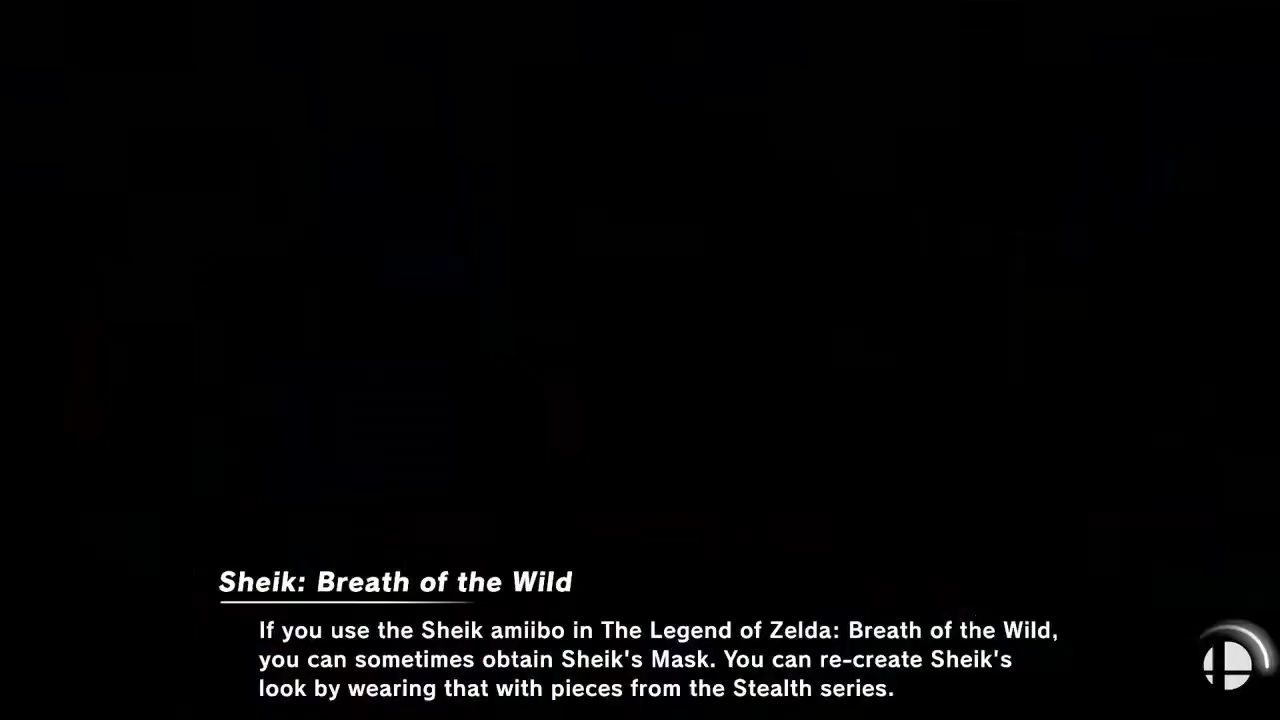 Sheik: Breath of the Wild
If you use the Sheik amiibo in The Legend of Zelda: Breath of the Wild,
you can sometimes obtain Sheik's Mask. You can re-create Sheik's
look by wearing that with pieces from the Stealth series.